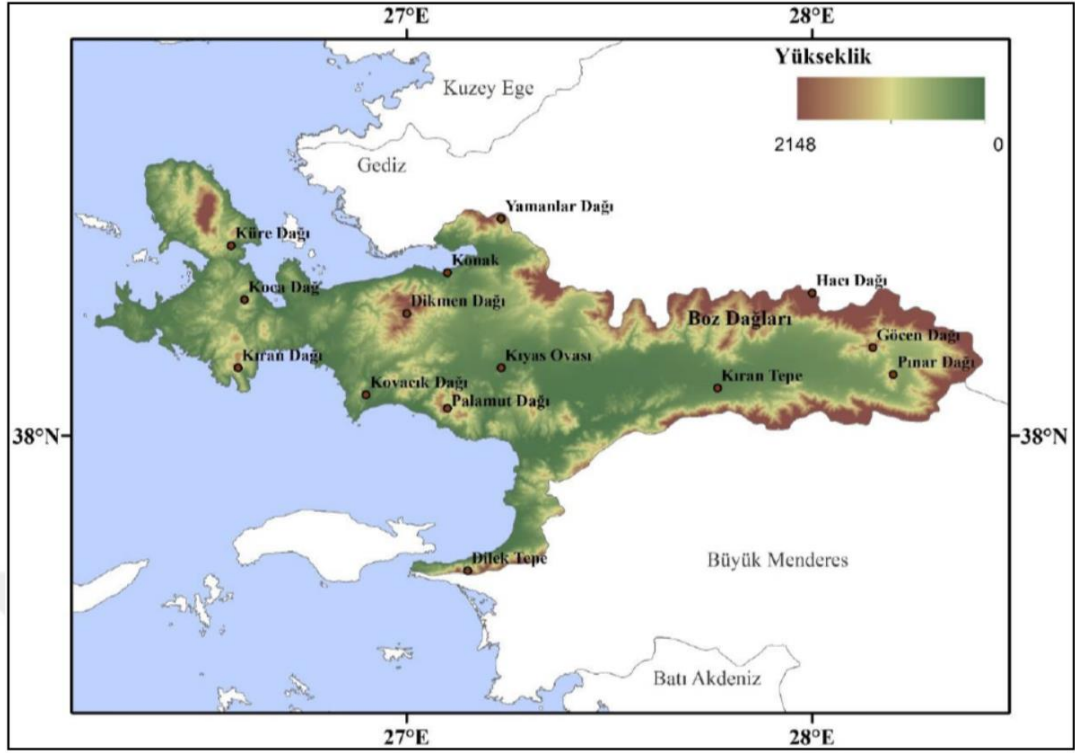 27°E 28°E
Yükseklik
2148 0
Kuzey Ege
Gediz
Yamanlar Dağı
Küre Dağı
Konak
Koca Dağ
Hacı Dağı
Dikmen Dağı
Boz Dağları
Göcen Dağı
Kıran Dağı
Kıyas Ovası
Pınar Dağı
Kovacık Dağı
Kıran Tepe
Palamut Dağı
38°N 38°N
Dilek Tepe
Büyük Menderes
Batı Akdeniz
27°E 28°E